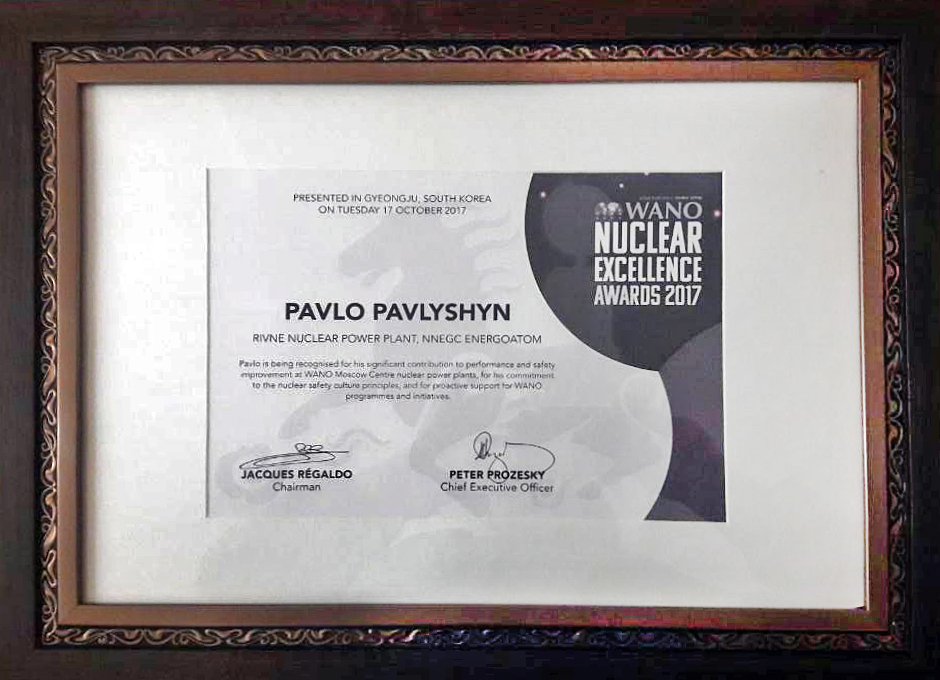 PRESENTED IN GYEONGJU, SOUTH KOREA
ON TUESDAY 17 OCTOBER 2017
WANO
NUCLEAR
EXCELLENCE
AWARDS 2017
PAVLO PAVLYSHYN
RIVNE NUCLEAR POWER PLANT, NNEGC ENERGOATOM
Pavlo is being recognised for his significant contribution to performance and safety
improvement at WANO Moscow Centre nuclear power plants, for his commitment
to the nuclear safety culture principles, and for proactive support for WANO
programmes and initiatives.
JACQUES RÉGALDO
Chairman
PETER PROZESKY
Chief Executive Officer